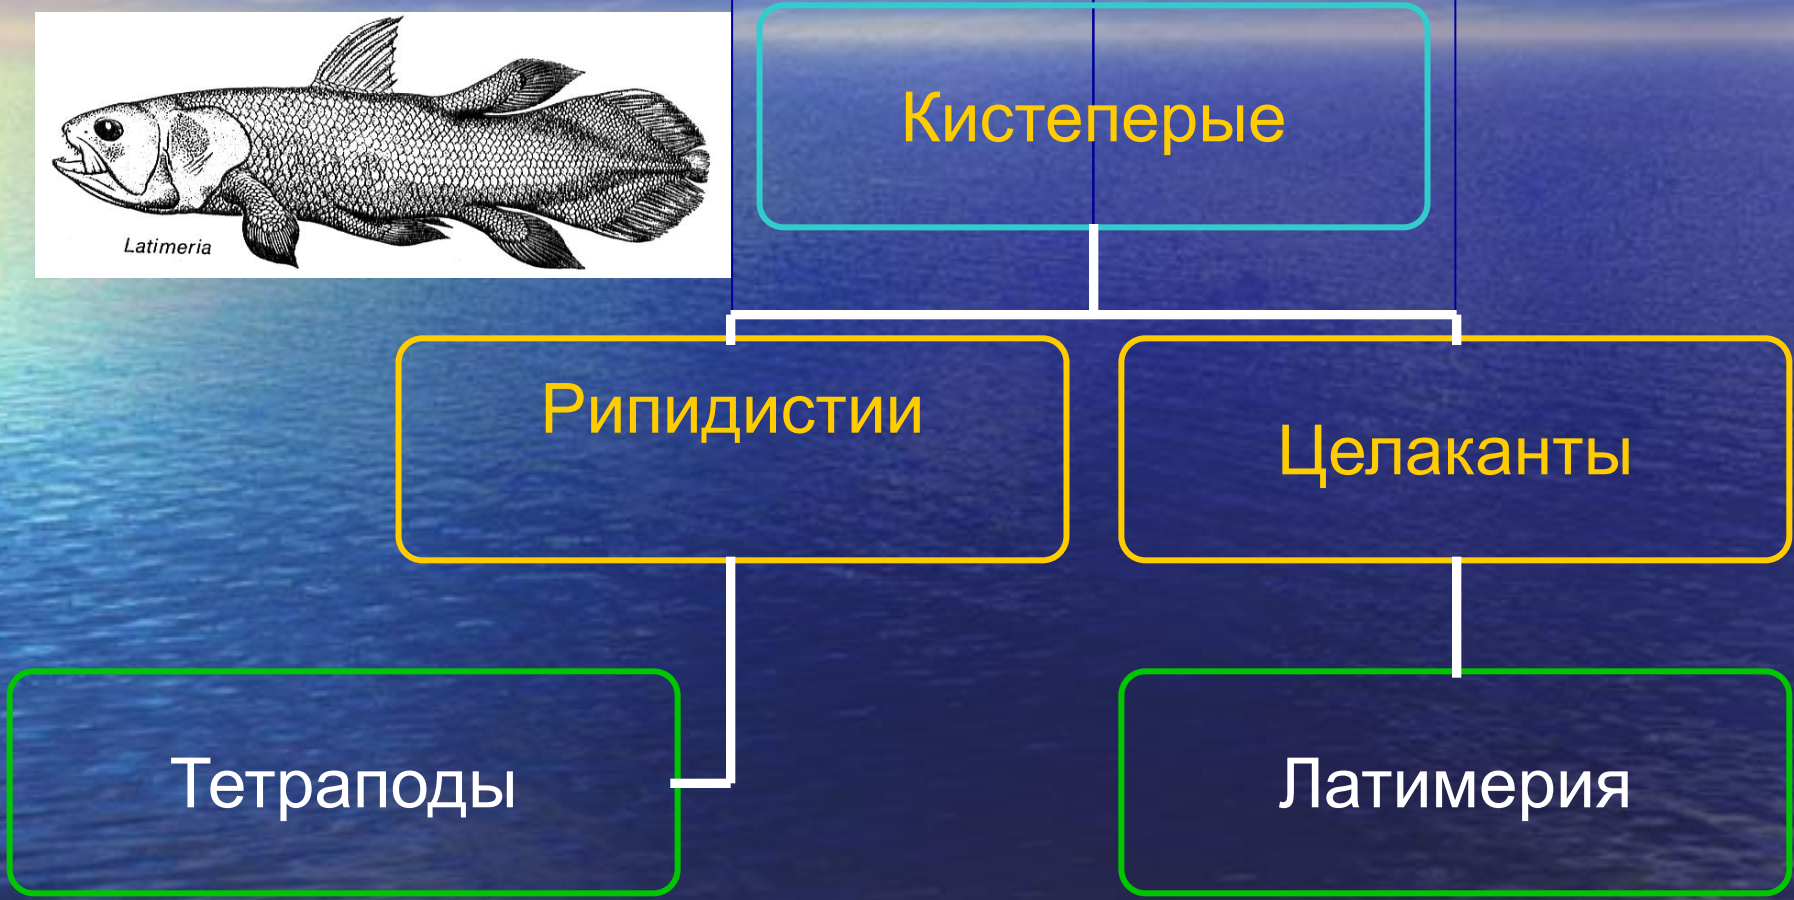 Latimeria
Кистеперые
Рипидистии
Целаканты
Тетраподы
Латимерия